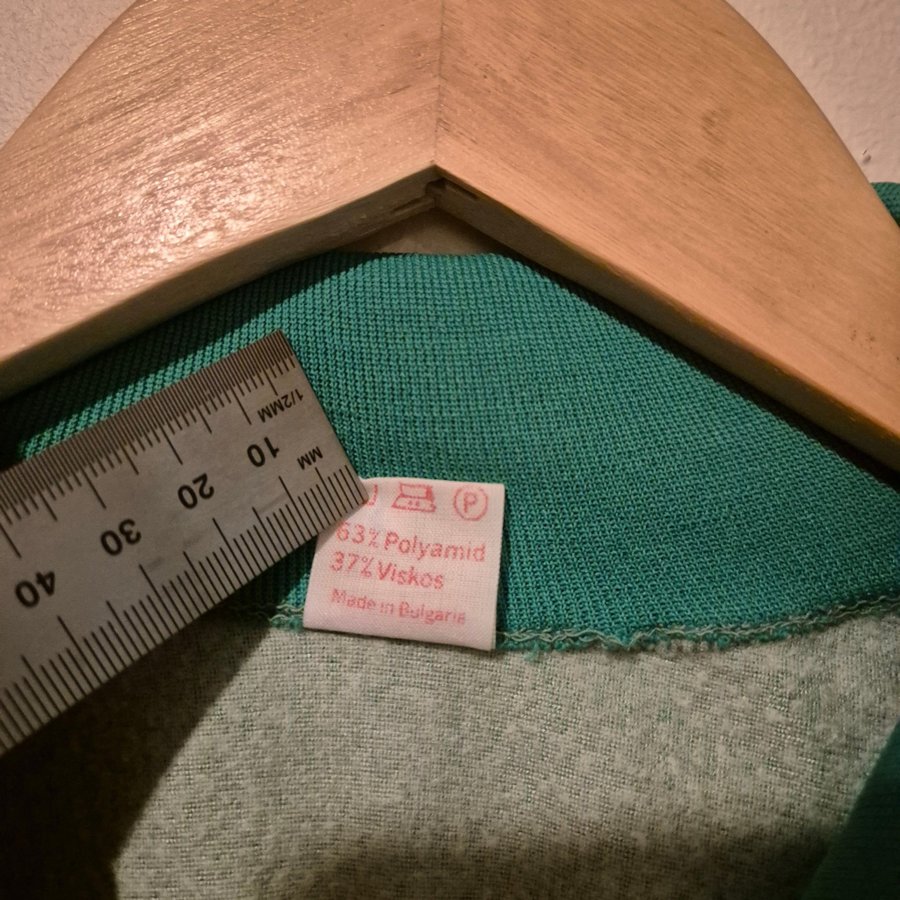 1/2MM
MM
10
20
30
40
P
63% Polyamid
37% Viskos
Made in Bulgaria